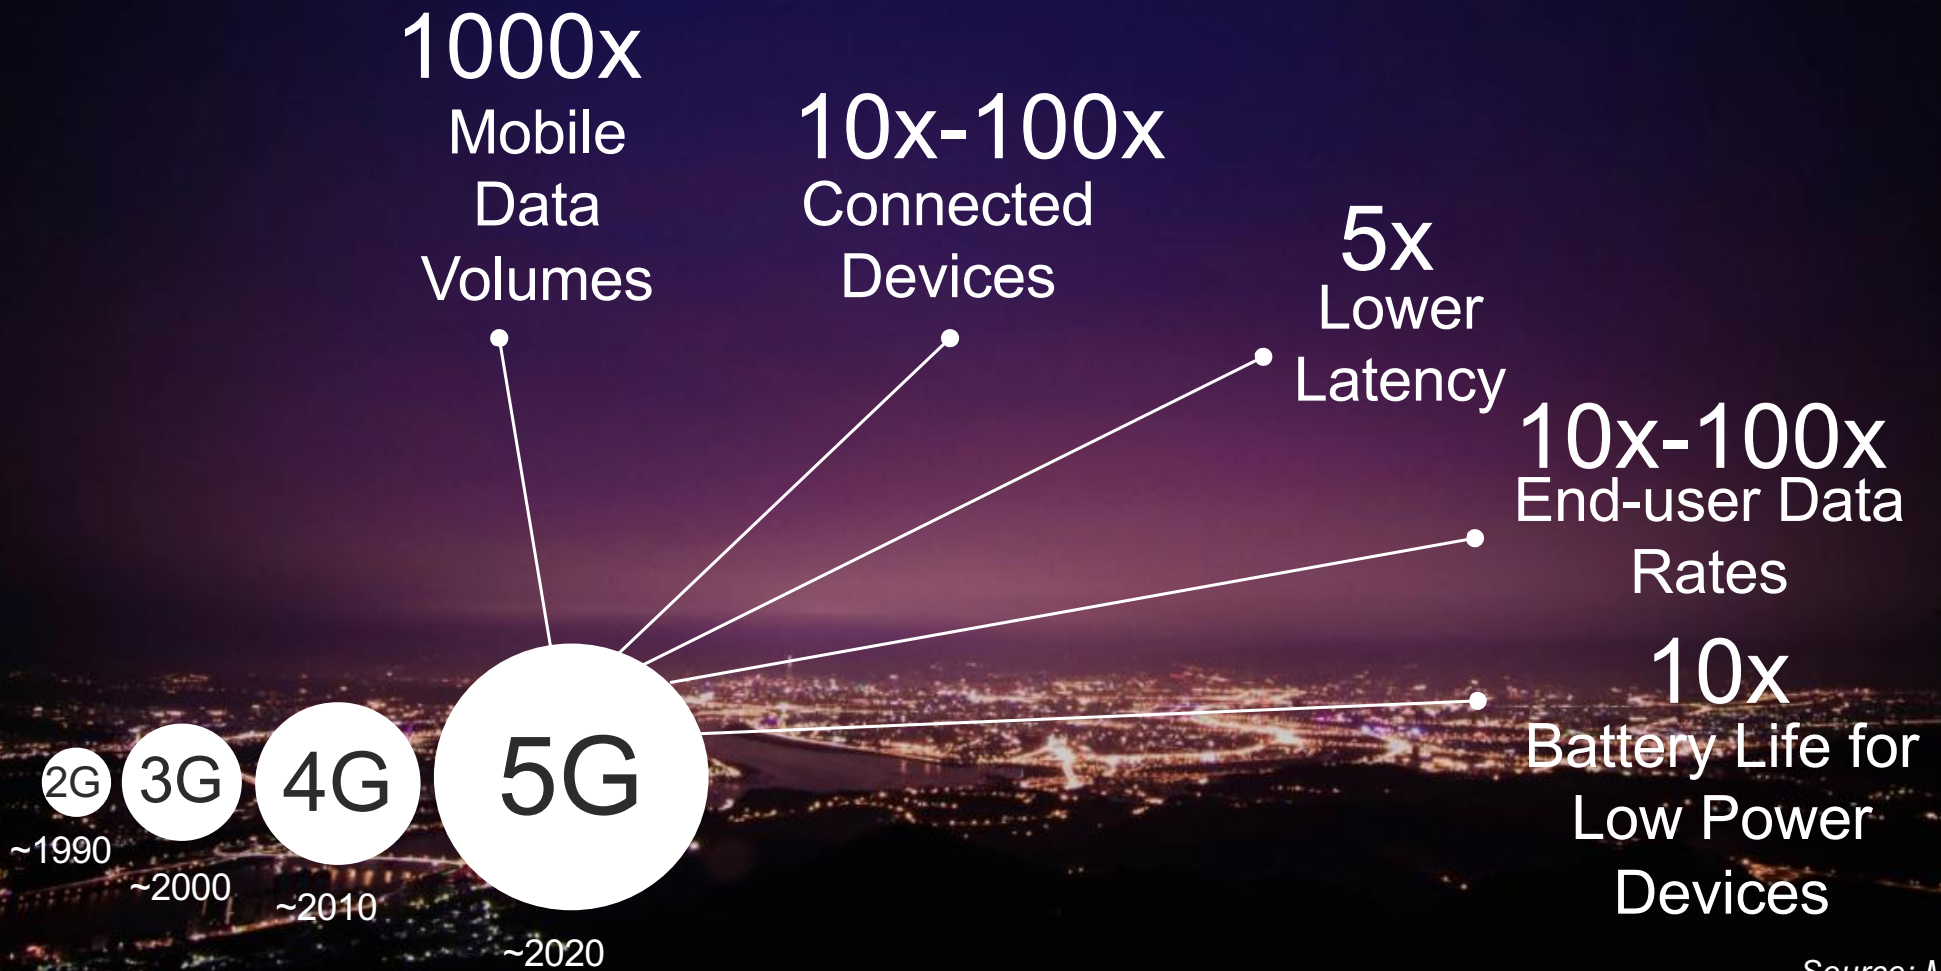 1000x
Mobile
Data
Volumes
10x-100x
Connected
Devices
5x
Lower
Latency
10x-100x
End-user Data
Rates
10x
Battery Life for
Low Power
Devices
2G
3G
4G
5G
~1990
~2000
~2010
~2020
Source: